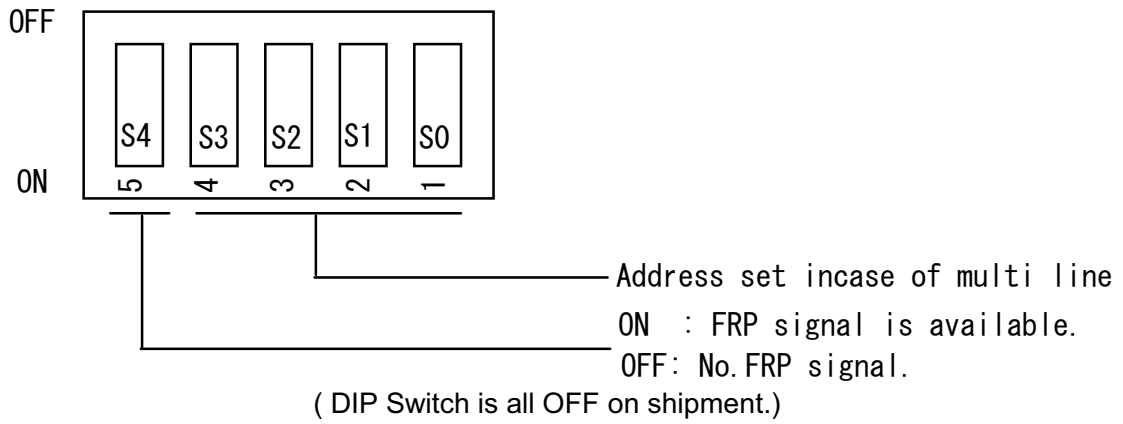 OFF
S4 S3 S2 S1 S0
ON
5 4 3 2 1
Address set incase of multi line
ON : FRP signal is available.
OFF: No.FRP signal.
( DIP Switch is all OFF on shipment.)